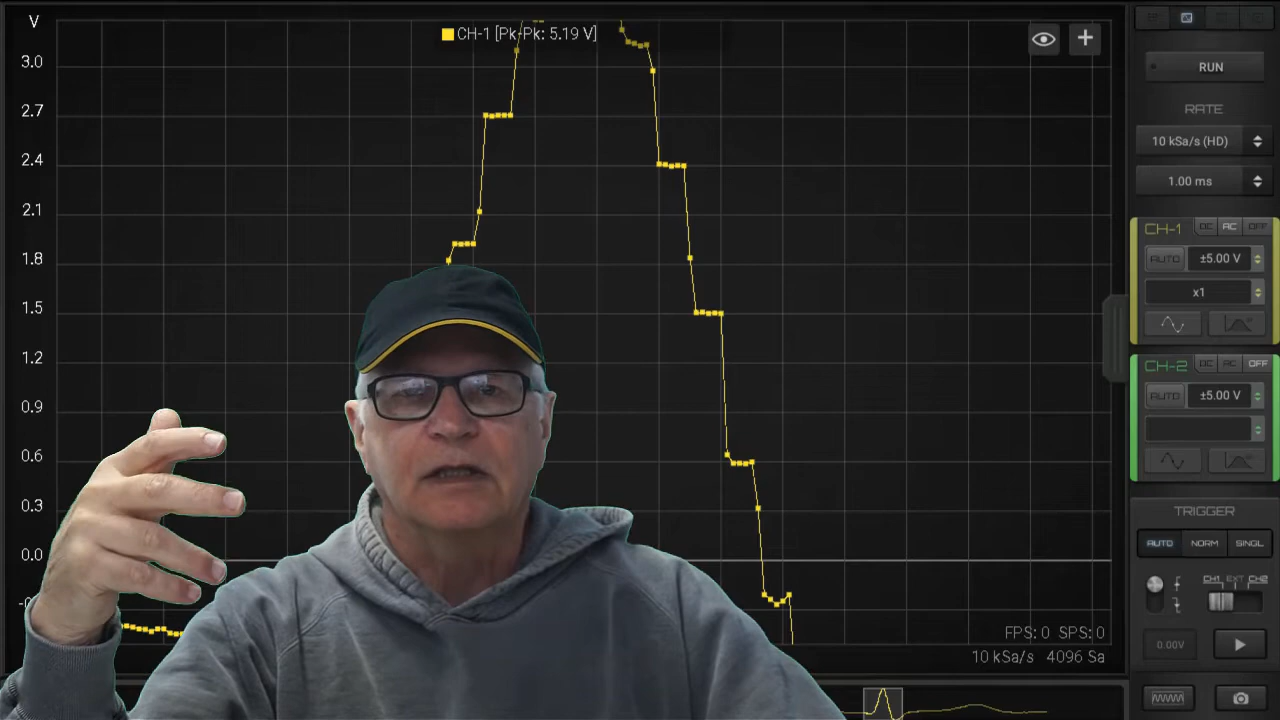 V
CH-1 [Pk-Pk: 5.19 V]
3.0
2.7
2.4
2.1
1.8
1.5
1.2
0.9
0.6
0.3
0.0
FPS: 0 SPS: 0
10 kSa/s 4096 Sa
RUN
RATE
10 kSa/s (HD)
1.00 ms
CH-1 DC AC OFF
AUTO ±5.00 V
x1
CH-2 DC AC OFF
AUTO ±5.00 V
TRIGGER
AUTO NORM SINGL
CH1 EXT CH2
0.00V